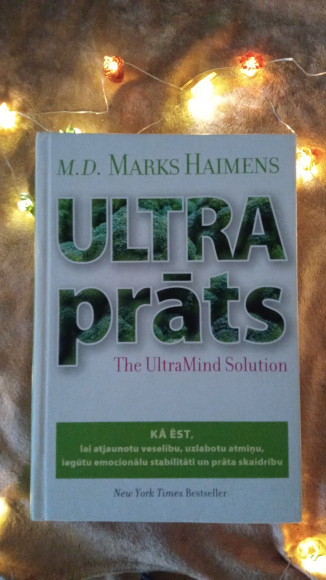 M.D. MARKS HAIMENS
ULTRA
prāts
The UltraMind Solution
KĀ ĒST,
lai atjaunotu veselību, uzlabotu atmiņu,
iegūtu emocionālu stabilitāti un prāta skaidrību
New York Times Bestseller